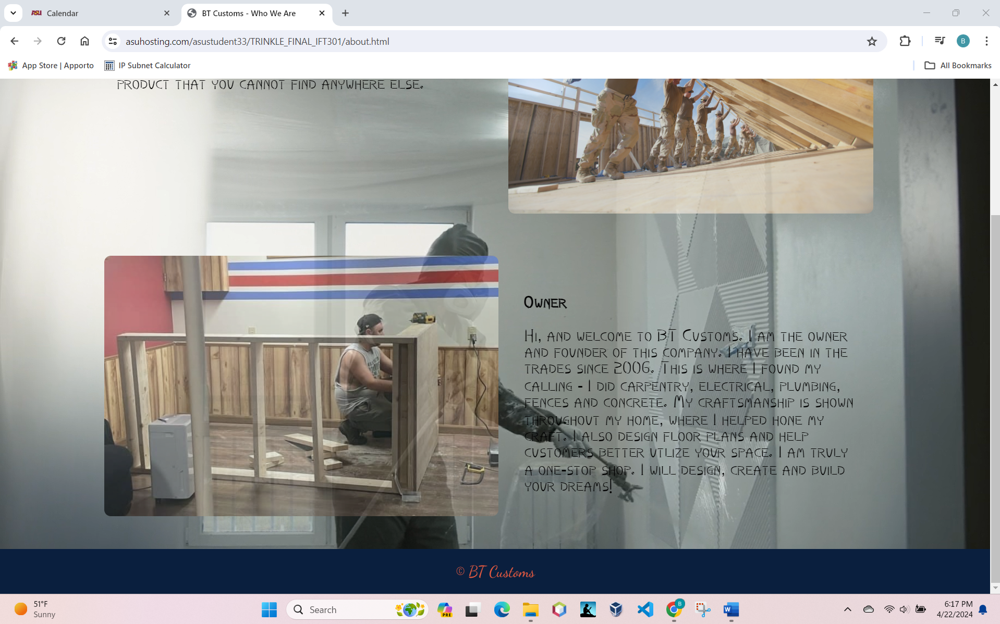 ASU Calendar
BT Customs - Who We Are
asuhosting.com/asustudent33/TRINKLE_FINAL_IFT301/about.html
B
App Store | Apporto
IP Subnet Calculator
All Bookmarks
PRODUCT THAT YOU CANNOT FIND ANYWHERE ELSE.
OWNER
HI, AND WELCOME TO BT CUSTOMS. I AM THE OWNER
AND FOUNDER OF THIS COMPANY. I HAVE BEEN IN THE
TRADES SINCE 2006. THIS IS WHERE I FOUND MY
CALLING - I DID CARPENTRY, ELECTRICAL, PLUMBING,
FENCES AND CONCRETE. MY CRAFTSMANSHIP IS SHOWN
THROUGHOUT MY HOME, WHERE I HELPED HONE MY
CRAFT. I ALSO DESIGN FLOOR PLANS AND HELP
CUSTOMERS BETTER UTLIZE YOUR SPACE. I AM TRULY
A ONE-STOP SHOP. I WILL DESIGN, CREATE AND BUILD
YOUR DREAMS!
© BT Customs
51°F
Sunny
Search
PRE
B
W
6:17 PM
4/22/2024